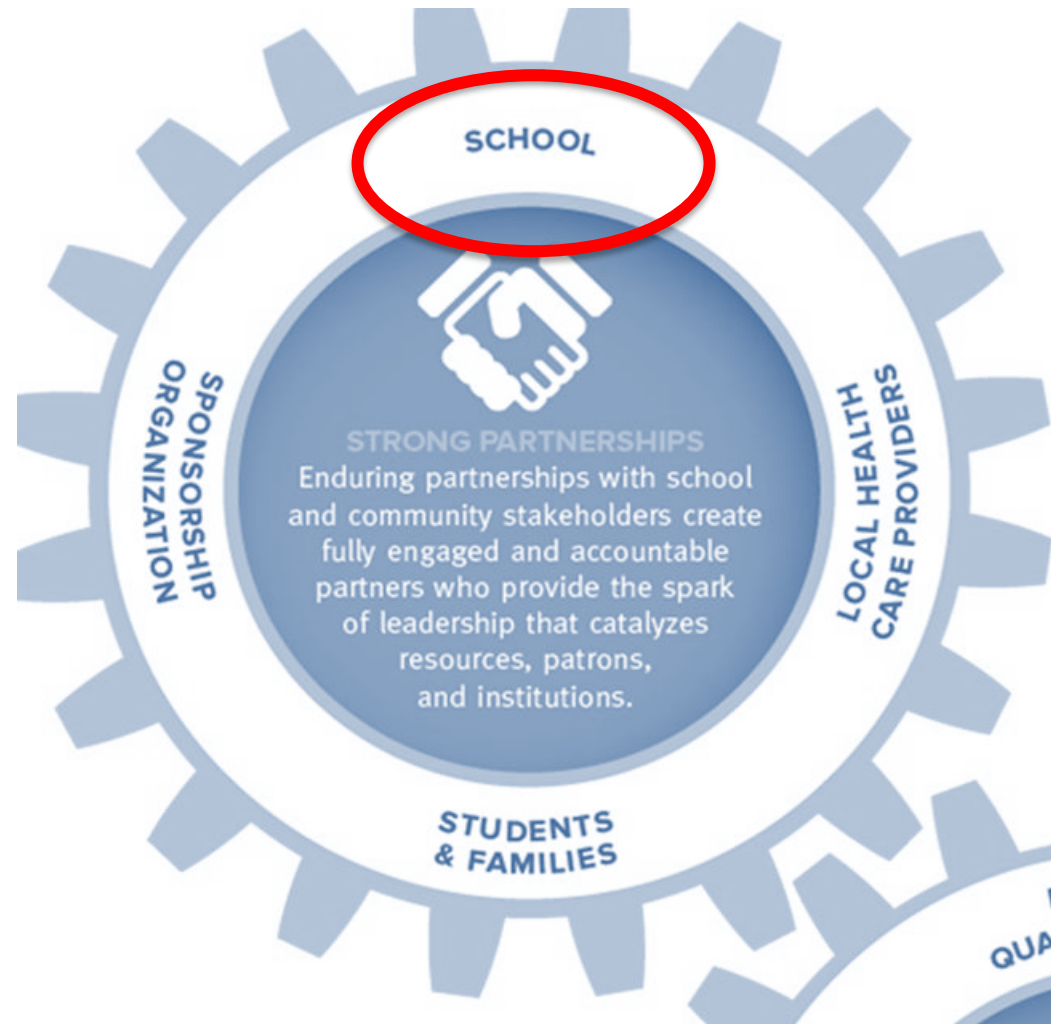 SCHOOL
SPONSORSHIP
ORGANIZATION
LOCAL HEALTH
CARE PROVIDERS
STRONG PARTNERSHIPS
Enduring partnerships with school
and community stakeholders create
fully engaged and accountable
partners who provide the spark
of leadership that catalyzes
resources, patrons,
and institutions.
STUDENTS
& FAMILIES